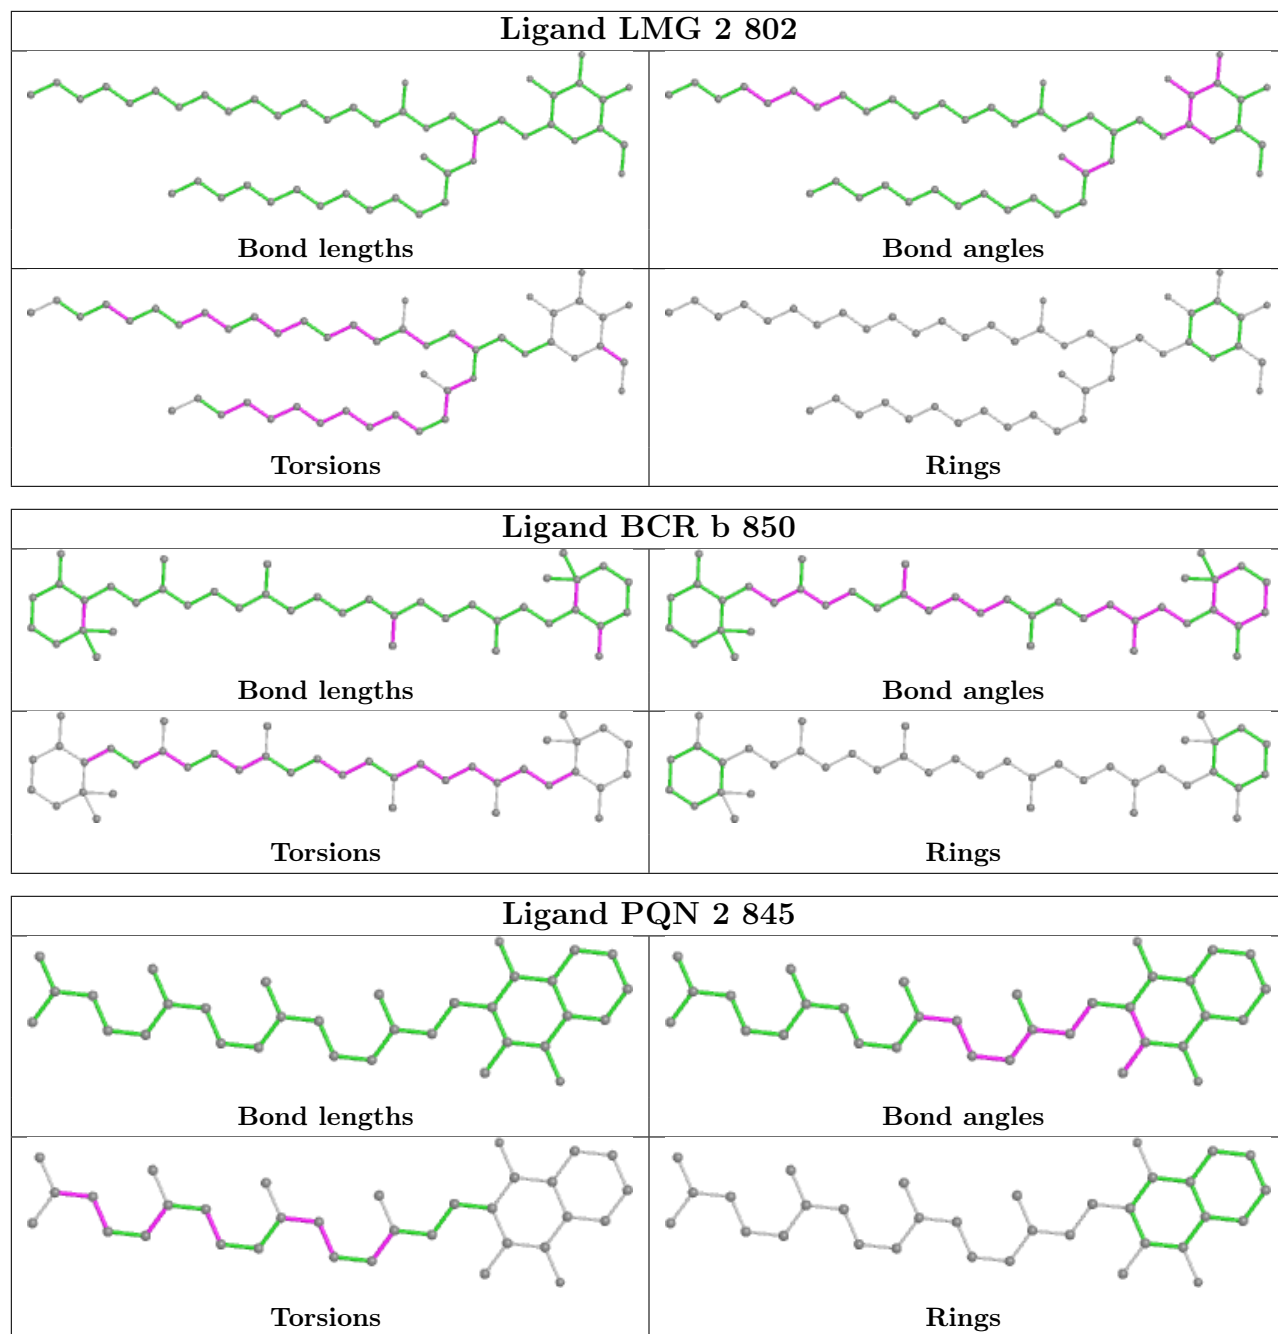 Ligand LMG 2 802
Bond lengths
Bond angles
Torsions
Rings
Ligand BCR b 850
Bond lengths
Bond angles
Torsions
Rings
Ligand PQN 2 845
Bond lengths
Bond angles
Torsions
Rings